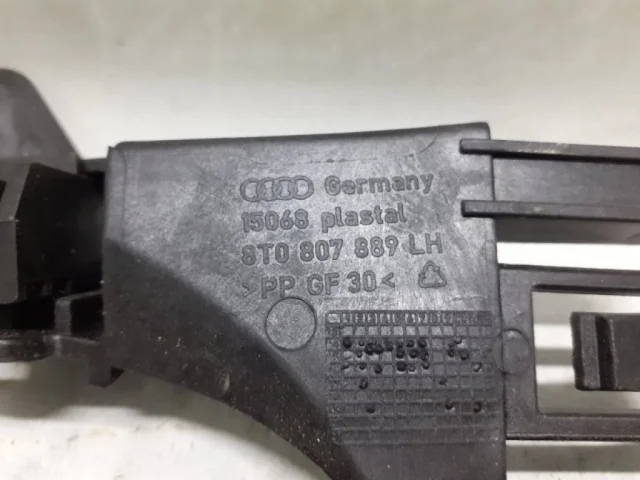 Germany
15068 plastal
8T0 807 889 LH
>PP GF 30<